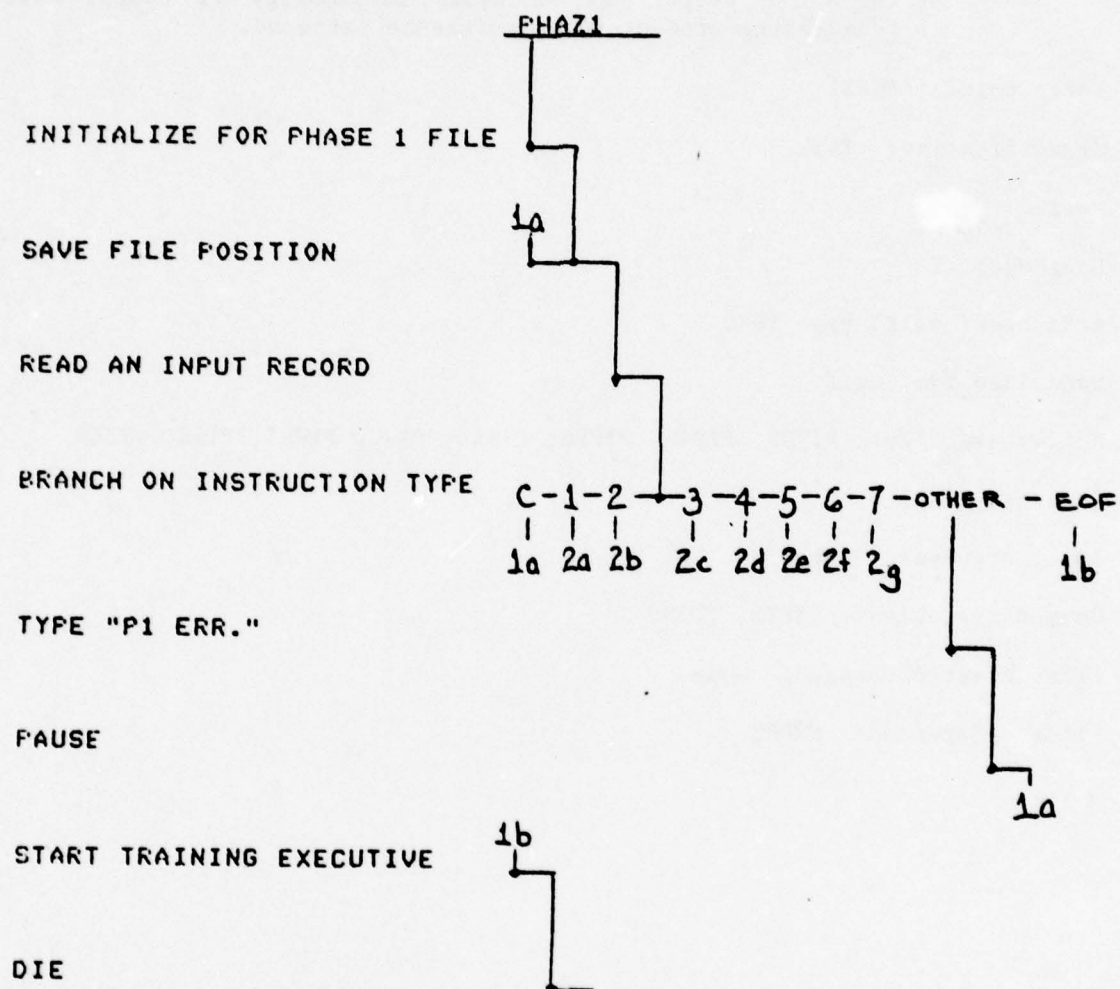 PHAZ1
INITIALIZE FOR PHASE 1 FILE
1a
SAVE FILE POSITION
READ AN INPUT RECORD
BRANCH ON INSTRUCTION TYPE C-1-2-3-4-5-6-7-OTHER - EOF
1a 2a 2b 2c 2d 2e 2f 2g 1b
TYPE "P1 ERR."
PAUSE
1a
1b
START TRAINING EXECUTIVE
DIE